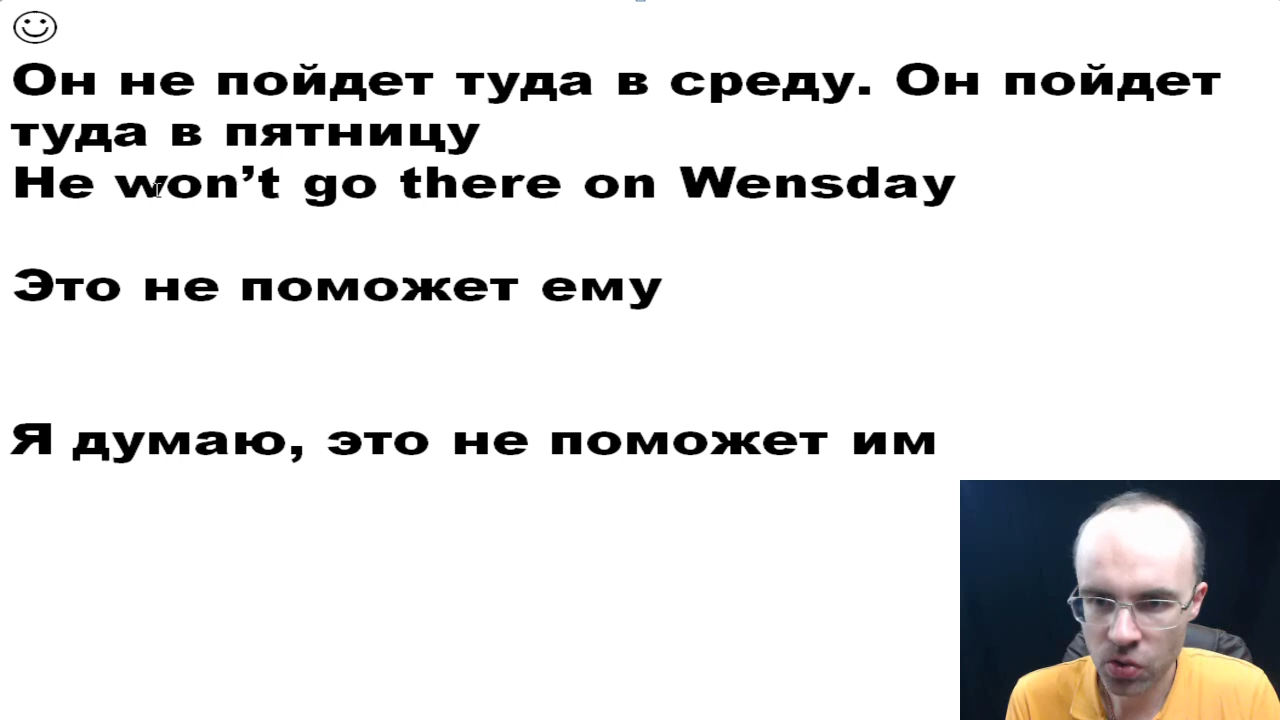 Он не пойдет туда в среду. Он пойдет
туда в пятницу
He won’t go there on Wensday
Это не поможет ему
Я думаю, это не поможет им